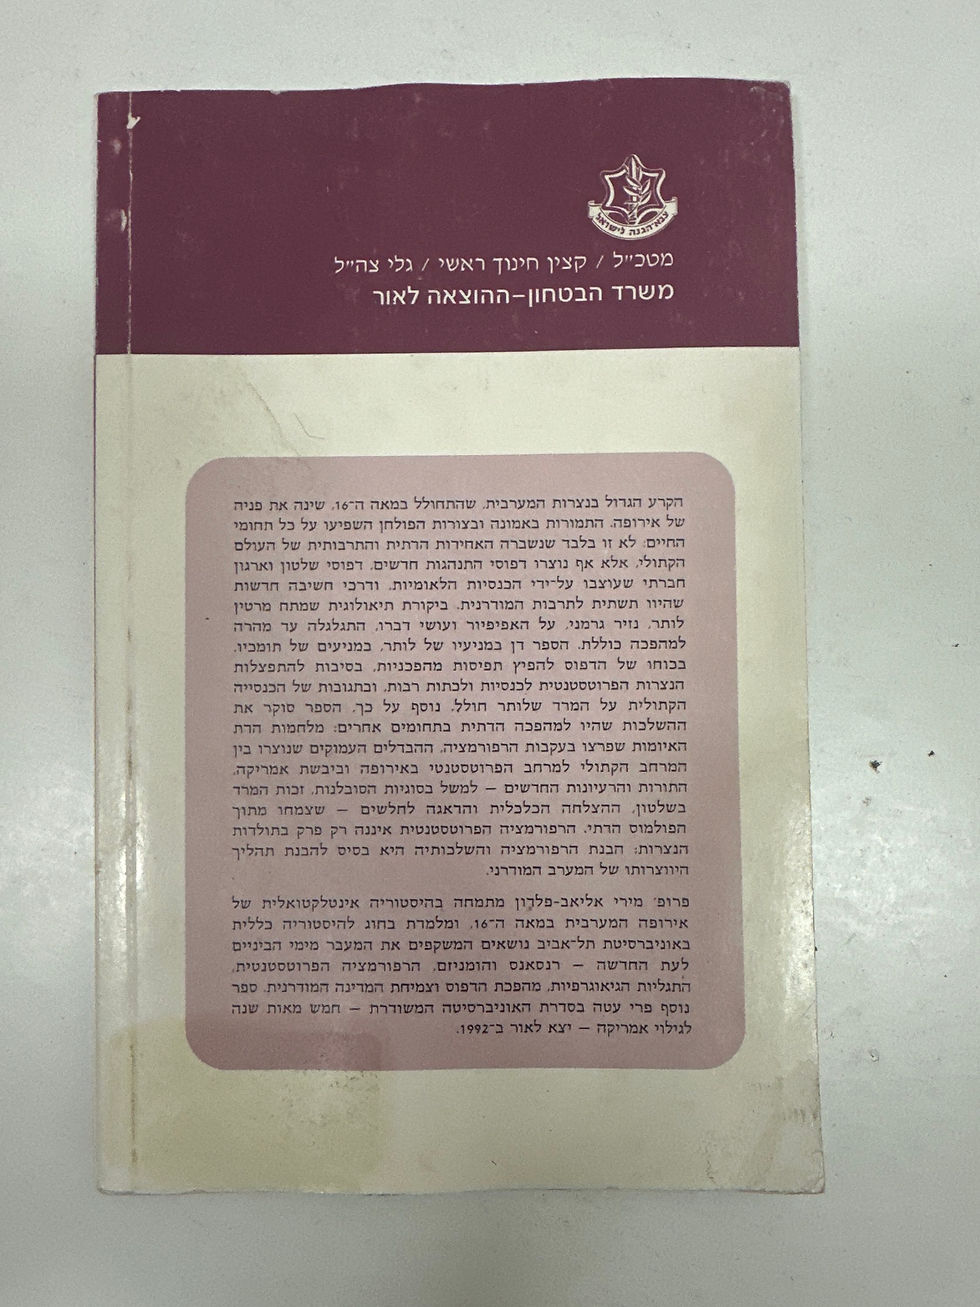 צבא הגנה לישראל
מטכ״ל / קצין חינוך ראשי / גלי צה״ל
משרד הבטחון–ההוצאה לאור
הקרע הגדול בנצרות המערבית, שהתחולל במאה ה־16, שינה את פניה
של אירופה. התמורות באמונה ובצורות הפולחן השפיעו על כל תחומי
החיים: לא זו בלבד שנשברה האחידות הדתית והתרבותית של העולם
הקתולי, אלא אף נוצרו דפוסי התנהגות חדשים, דפוסי שלטון וארגון
חברתי שעוצבו על־ידי הכנסיות הלאומיות, ודרכי חשיבה חדשות
שהיוו תשתית לתרבות המודרנית. ביקורת תיאולוגית שמתח מרטין
לותר, נזיר גרמני, על האפיפיור ועושי דברו, התגלגלה עד מהרה
למהפכה כוללת. הספר דן במניעיו של לותר, במניעים של תומכיו,
בכוחו של הדפוס להפיץ תפיסות מהפכניות, בסיבות להתפצלות
הנצרות הפרוטסטנטית לכנסיות ולכתות רבות, ובתגובות של הכנסייה
הקתולית על המרד שלותר חולל. נוסף על כך, הספר סוקר את
ההשלכות שהיו למהפכה הדתית בתחומים אחרים: מלחמות הדת
האיומות שפרצו בעקבות הרפורמציה, ההבדלים העמוקים שנוצרו בין
המרחב הקתולי למרחב הפרוטסטנטי באירופה וביבשת אמריקה,
התורות והרעיונות החדשים – למשל בסוגיות הסובלנות, זכות המרד
בשלטון, ההצלחה הכלכלית והדאגה לחלשים – שצמחו מתוך
הפולמוס הדתי. הרפורמציה הפרוטסטנטית איננה רק פרק בתולדות
הנצרות; הבנת הרפורמציה והשלכותיה היא בסיס להבנת תהליך
היווצרותו של המערב המודרני.
פרופ׳ מירי אליאב-פלדון מתמחה בהיסטוריה אינטלקטואלית של
אירופה המערבית במאה ה־16, ומלמדת בחוג להיסטוריה כללית
באוניברסיטת תל־אביב נושאים המשקפים את המעבר מימי הביניים
לעת החדשה – רנסאנס והומניזם, הרפורמציה הפרוטסטנטית,
התגליות הגיאוגרפיות, מהפכת הדפוס וצמיחת המדינה המודרנית. ספר
נוסף פרי עטה בסדרת האוניברסיטה המשודרת – חמש מאות שנה
לגילוי אמריקה – יצא לאור ב־1992.